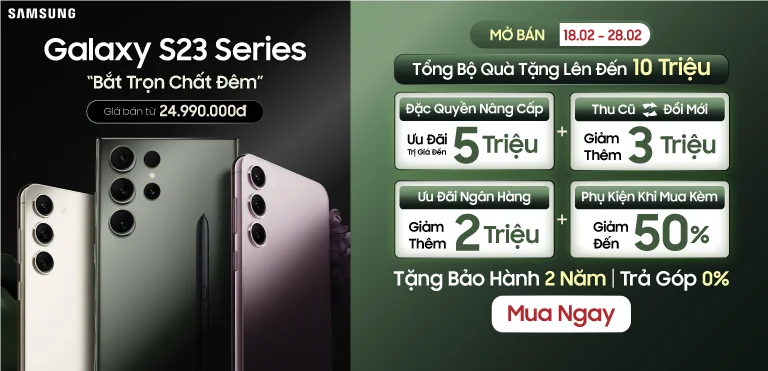 SAMSUNG
Galaxy S23 Series
“Bắt Trọn Chất Đêm”
Giá bán từ 24.990.000đ
MỞ BÁN 18.02 - 28.02
Tổng Bộ Quà Tặng Lên Đến 10 Triệu
Đặc Quyền Nâng Cấp
Ưu Đãi
Trị Giá Đến
5 Triệu
+
Thu Cũ Đổi Mới
Giảm
Thêm
3 Triệu
Ưu Đãi Ngân Hàng
Giảm
Thêm
2 Triệu
+
Phụ Kiện Khi Mua Kèm
Giảm
Đến
50%
Tặng Bảo Hành 2 Năm | Trả Góp 0%
Mua Ngay